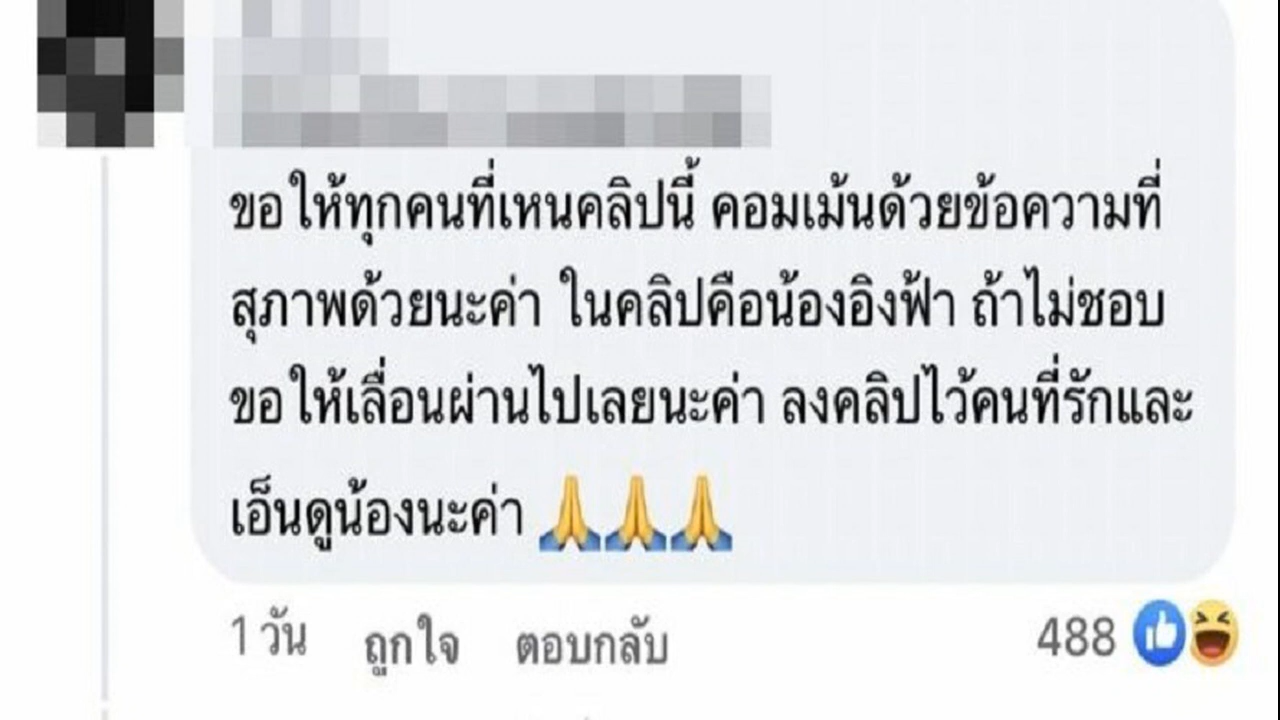 ขอให้ทุกคนที่เหนคลิปนี้ คอมเม้นด้วยข้อความที่
สุภาพด้วยนะค่า ในคลิปคือน้องอิงฟ้า ถ้าไม่ชอบ
ขอให้เลื่อนผ่านไปเลยนะค่า ลงคลิปไว้คนที่รักและ
เอ็นดูน้องนะค่า 🙏🙏🙏
1 วัน ถูกใจ ตอบกลับ 488